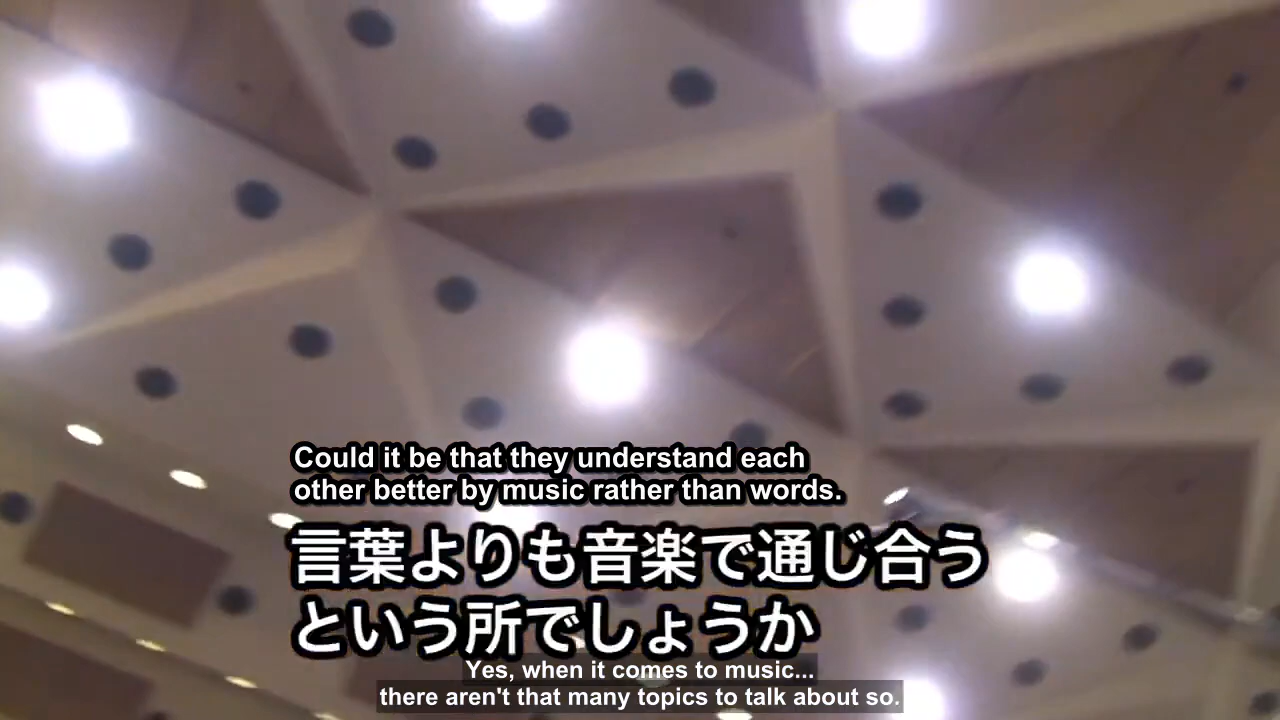 Could it be that they understand each
other better by music rather than words.
言葉よりも音楽で通じ合う
という所でしょうか
Yes, when it comes to music...
there aren't that many topics to talk about so.